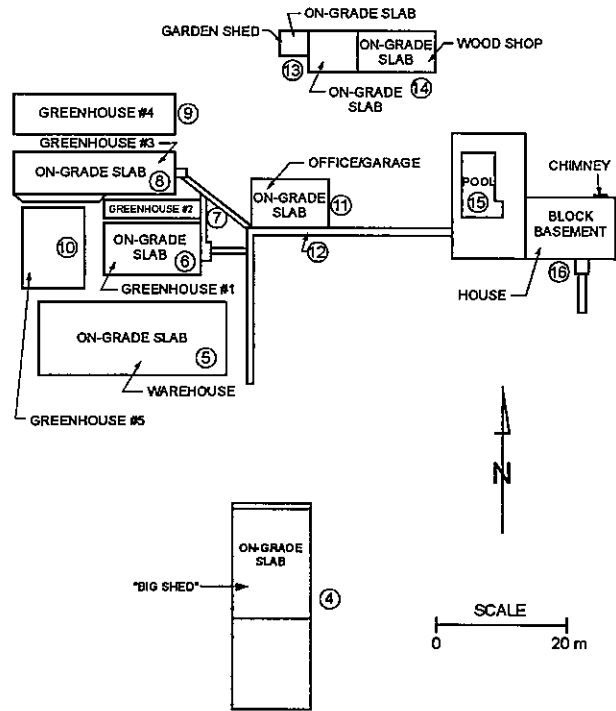 ON-GRADE SLAB
GARDEN SHED
ON-GRADE
SLAB
WOOD SHOP
13
ON-GRADE
SLAB
14
GREENHOUSE #4
9
GREENHOUSE #3
ON-GRADE SLAB
8
OFFICE/GARAGE
ON-GRADE
SLAB
11
CHIMNEY
POOL
15
BLOCK
BASEMENT
GREENHOUSE #2
7
10
ON-GRADE
SLAB
6
12
16
HOUSE
GREENHOUSE #1
ON-GRADE SLAB
5
WAREHOUSE
GREENHOUSE #5
N
ON-GRADE
SLAB
"BIG SHED"
4
SCALE
0
20 m